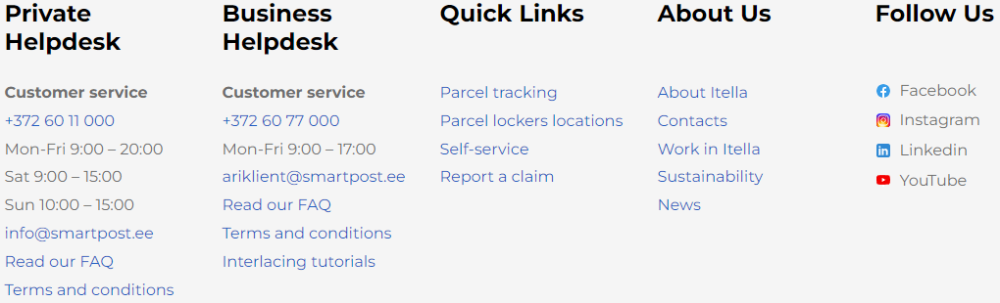 Private
Helpdesk
Customer service
+372 60 11 000
Mon-Fri 9:00 – 20:00
Sat 9:00 – 15:00
Sun 10:00 – 15:00
info@smartpost.ee
Read our FAQ
Terms and conditions
Business
Helpdesk
Customer service
+372 60 77 000
Mon-Fri 9:00 – 17:00
ariklient@smartpost.ee
Read our FAQ
Terms and conditions
Interlacing tutorials
Quick Links
Parcel tracking
Parcel lockers locations
Self-service
Report a claim
About Us
About Itella
Contacts
Work in Itella
Sustainability
News
Follow Us
Facebook
Instagram
Linkedin
YouTube